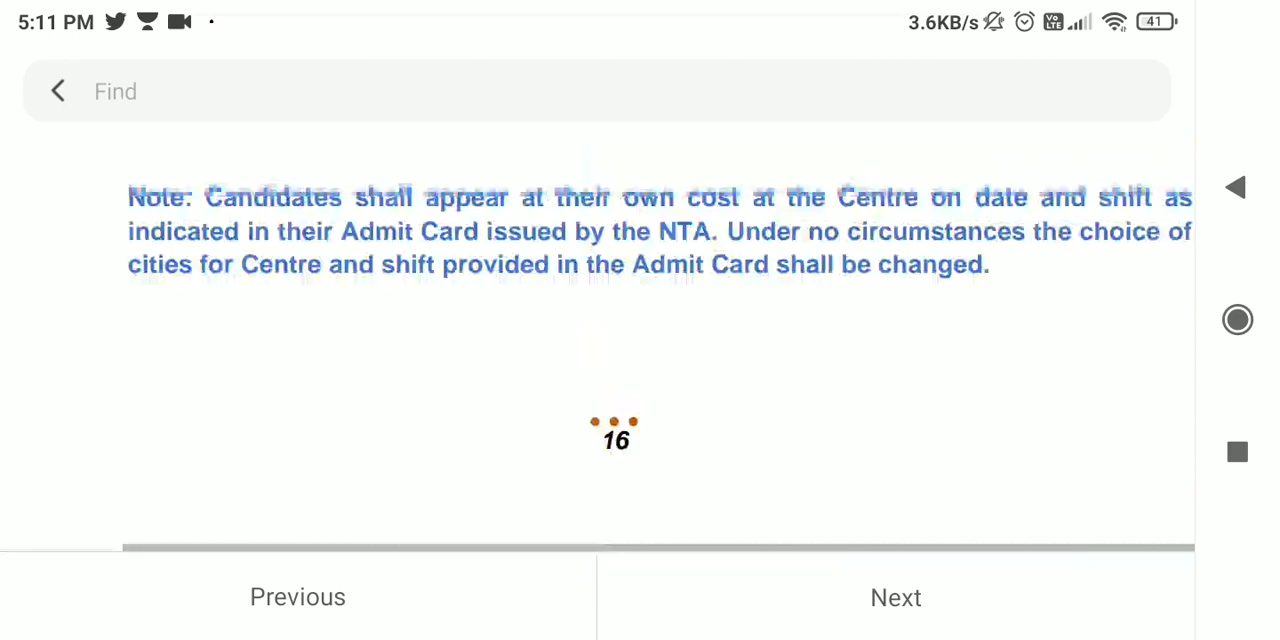 5:11 PM 3.6KB/s Vo LTE 41
Find
Note: Candidates shall appear at their own cost at the Centre on date and shift as
indicated in their Admit Card issued by the NTA. Under no circumstances the choice of
cities for Centre and shift provided in the Admit Card shall be changed.
16
Previous Next